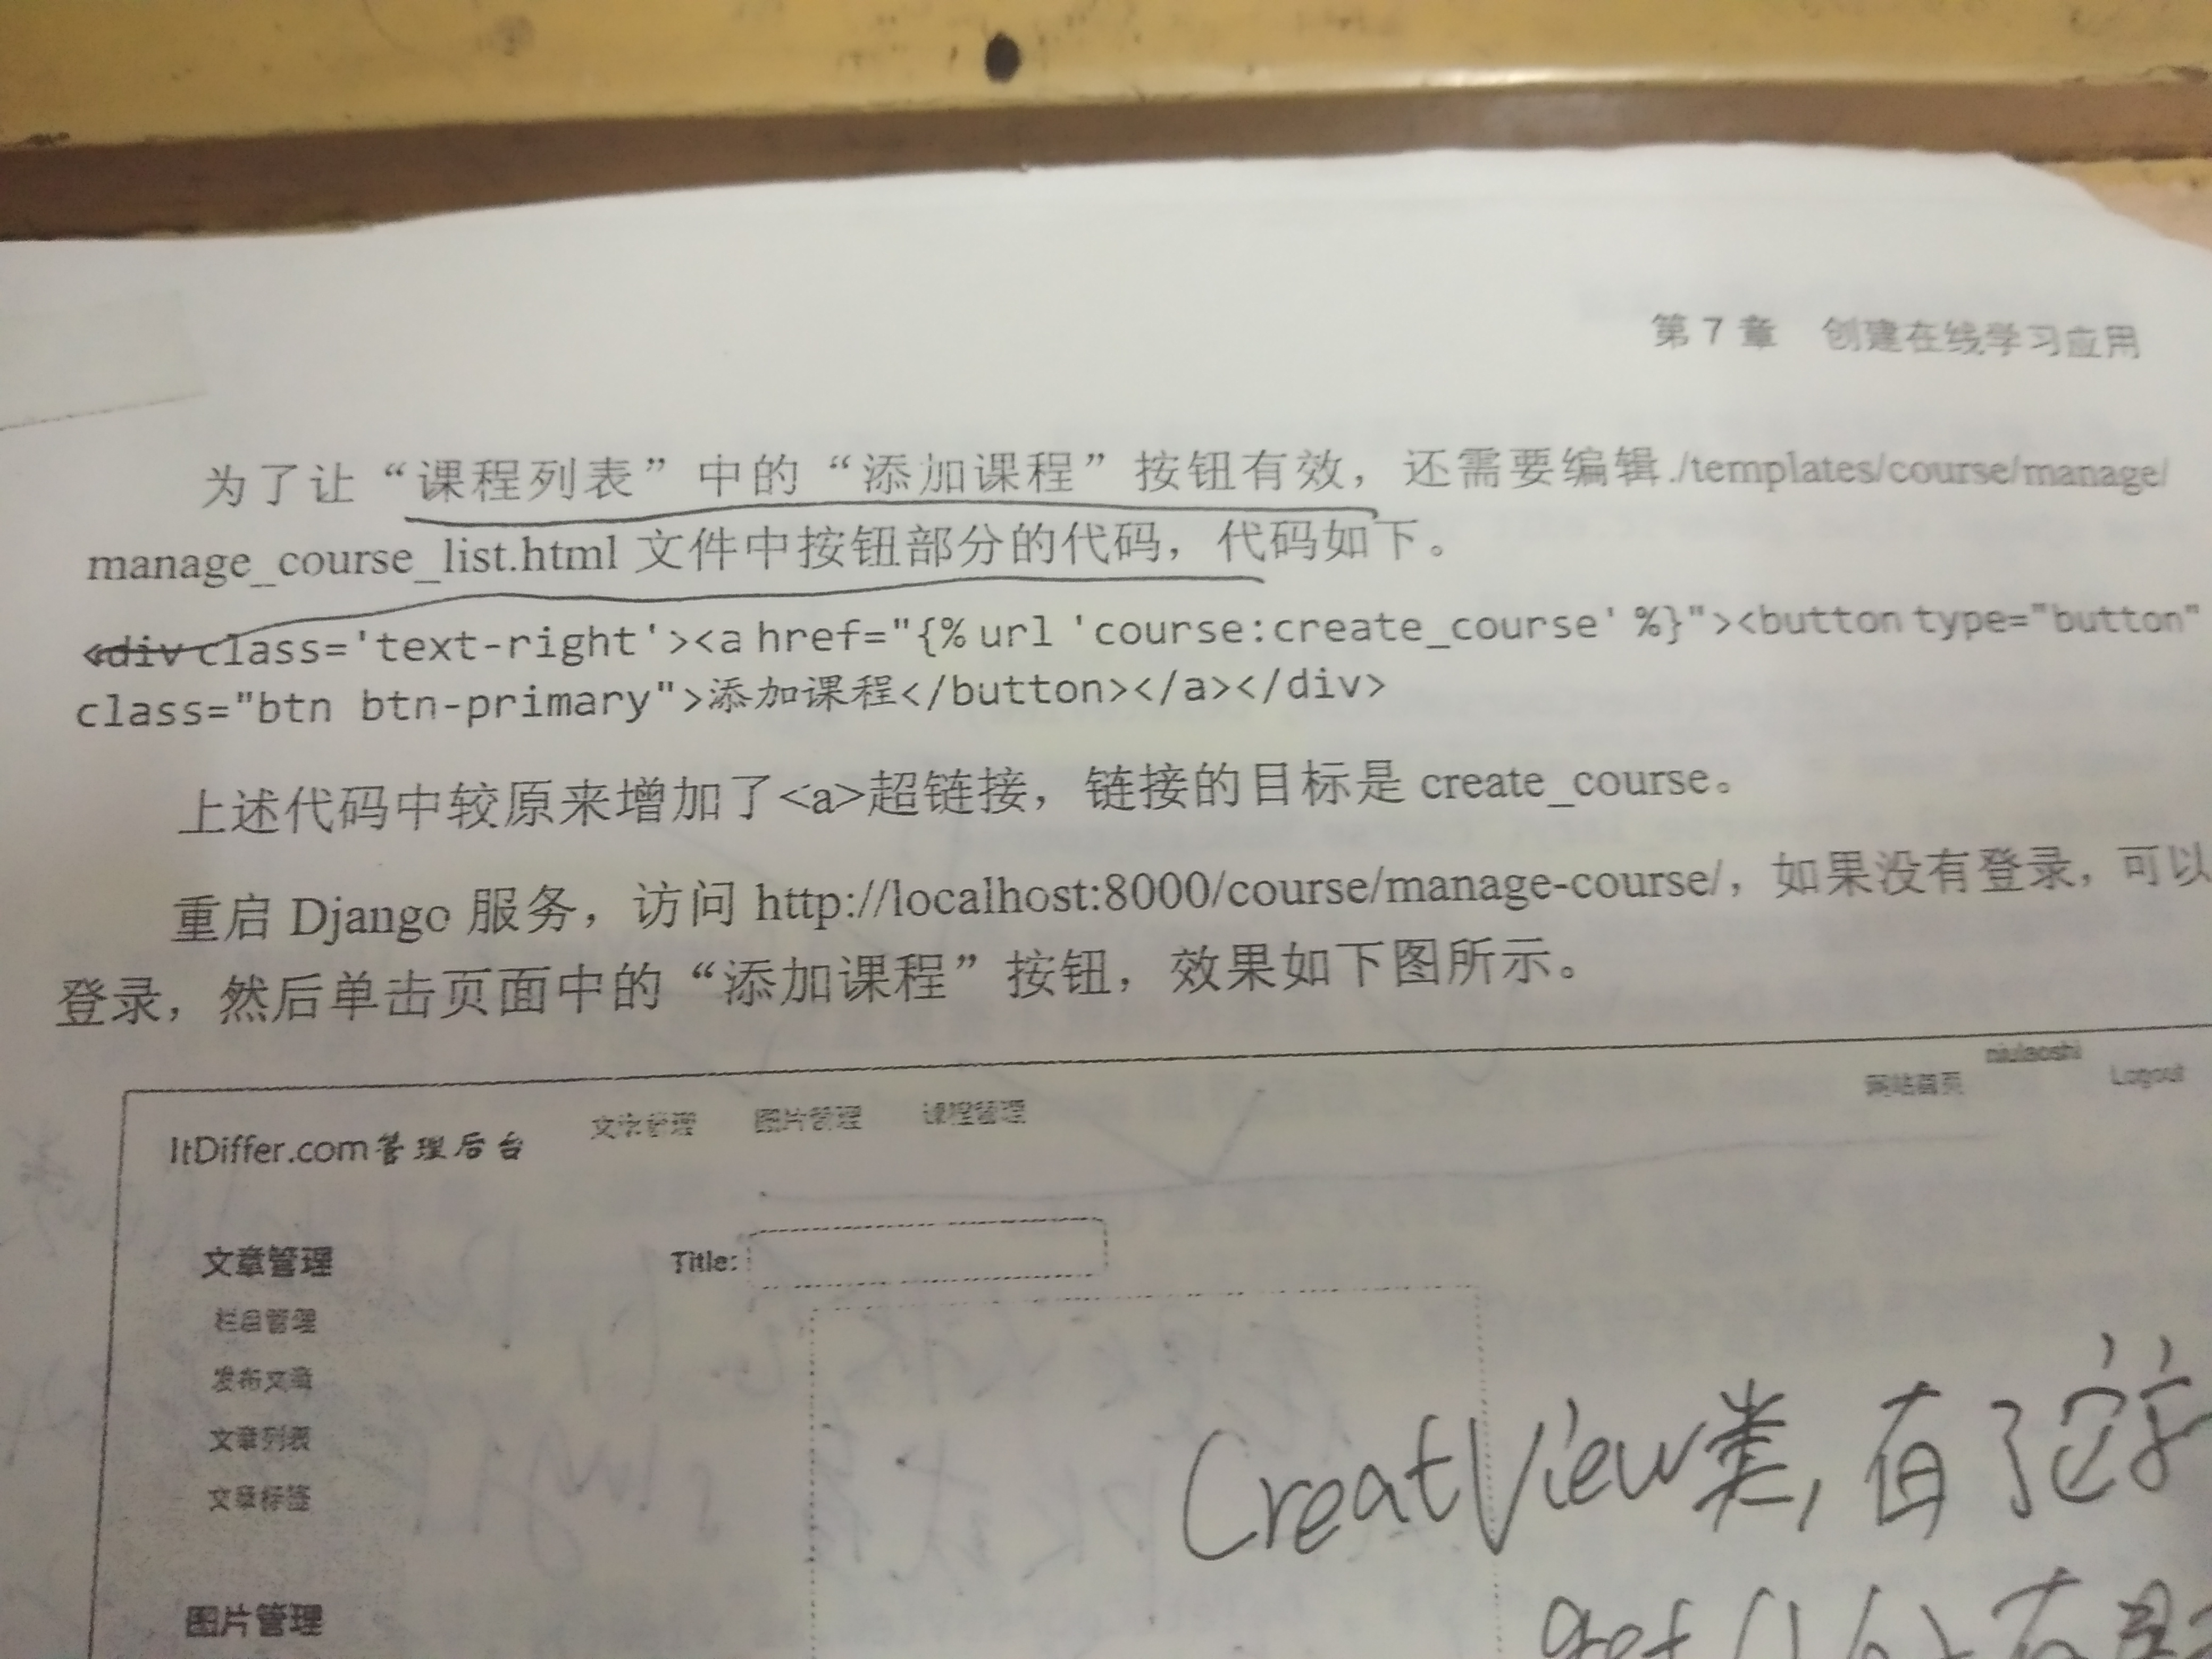 第 7 章 创建在线学习应用
为了让“课程列表”中的“添加课程”按钮有效，还需要编辑./templates/course/manage/
manage_course_list.html 文件中按钮部分的代码，代码如下。
<div class='text-right'><a href="{% url 'course:create_course' %}"><button type="button"
class="btn btn-primary">添加课程</button></a></div>
上述代码中较原来增加了<a>超链接，链接的目标是 create_course。
重启 Django 服务，访问 http://localhost:8000/course/manage-course/，如果没有登录，可以
登录，然后单击页面中的“添加课程”按钮，效果如下图所示。
ItDiffer.com管理后台 文章管理 图片管理 课程管理 网站首页 Logout
文章管理 Title:
栏目管理
发布文章
文章列表
文章标签
CreatView类，有了
图片管理